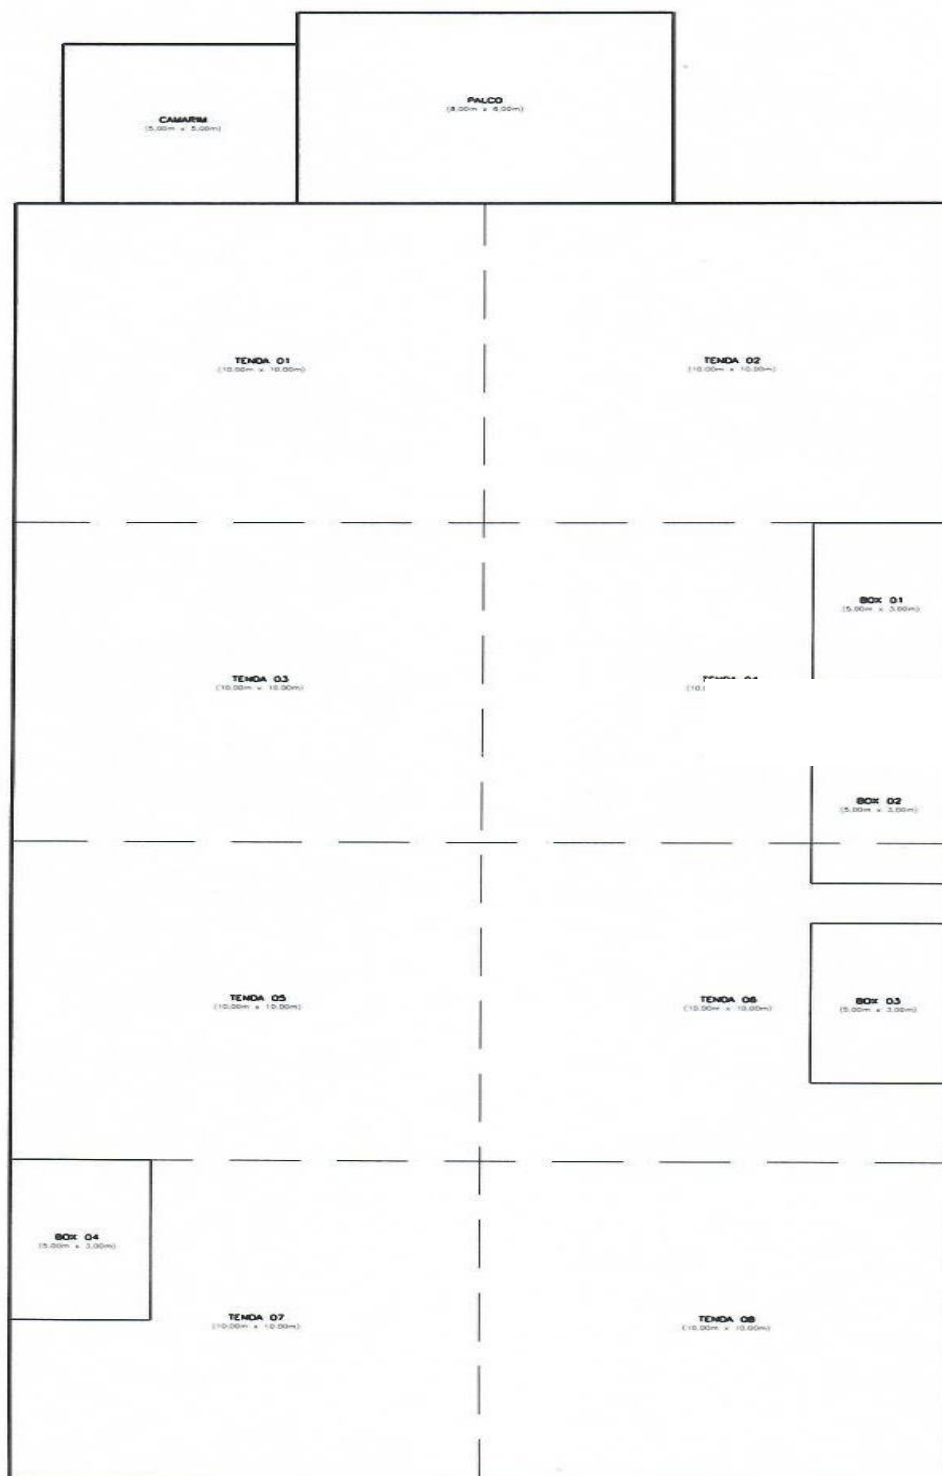 PALCO
(8,00m x 6,00m)
CAMARIM
(5,00m x 5,00m)
TENDA 01
(10,00m x 10,00m)
TENDA 02
(10,00m x 10,00m)
BOX 01
(5,00m x 3,00m)
TENDA 03
(10,00m x 10,00m)
BOX 02
(5,00m x 3,00m)
TENDA 05
(10,00m x 10,00m)
TENDA 06
(10,00m x 10,00m)
BOX 03
(5,00m x 3,00m)
BOX 04
(5,00m x 3,00m)
TENDA 07
(10,00m x 10,00m)
TENDA 08
(10,00m x 10,00m)